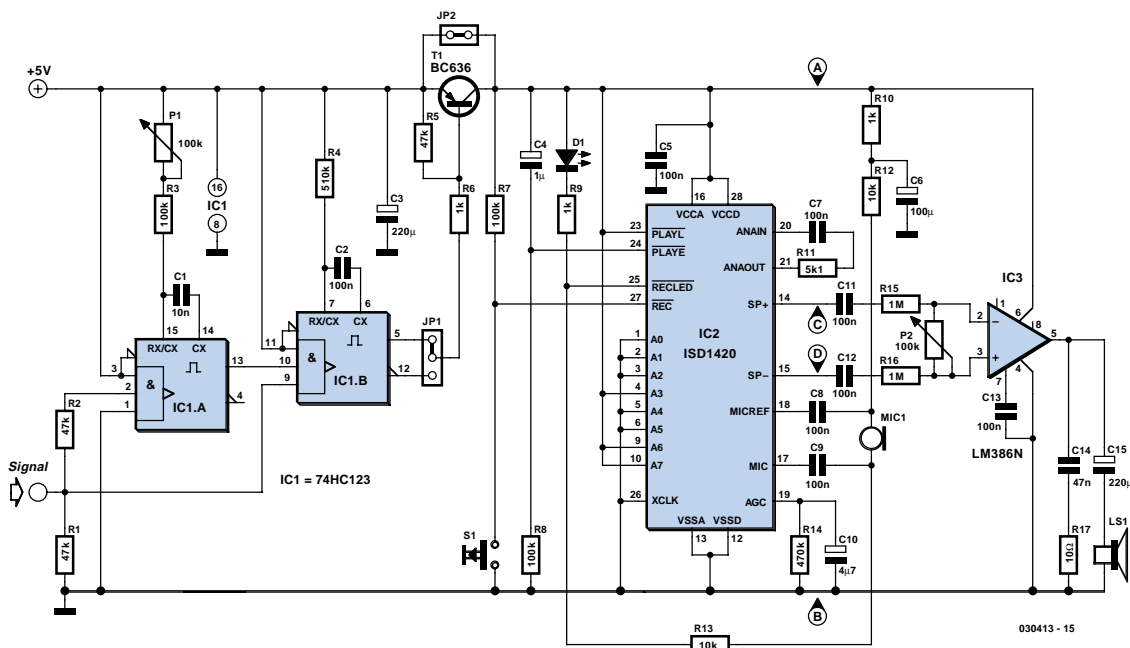 JP2
T1
BC636
+5V
A
P1
100k
R3
100k
16
IC1
8
R4
510k
C3
220µ
R5
47k
R6
1k
R7
100k
C4
1µ
D1
R9
1k
C5
100n
R10
1k
R12
10k
C6
100µ
C1
10n
C2
100n
15
14
RX/CX
CX
7
6
RX/CX
CX
16
28
VCCA
VCCD
23
PLAYL
24
PLAYE
25
RECLED
27
REC
20
ANAIN
C7
100n
21
ANAOUT
R11
5k1
14
SP+
C
C11
100n
R15
1M
P2
100k
IC3
1
2
6
8
5
3
4
7
3
2
1
&
13
4
IC1.A
11
10
9
&
5
12
IC1.B
JP1
1
A0
2
A1
3
A2
4
A3
5
A4
6
A5
9
A6
10
A7
26
XCLK
IC2
ISD1420
15
SP−
D
C12
100n
R16
1M
18
MICREF
C8
100n
MIC1
17
MIC
C9
100n
19
AGC
C13
100n
LM386N
R2
47k
Signal
R1
47k
IC1 = 74HC123
S1
R8
100k
VSSA
VSSD
13
12
R14
470k
C10
4µ7
C14
47n
C15
220µ
R17
10Ω
LS1
B
R13
10k
030413 - 15